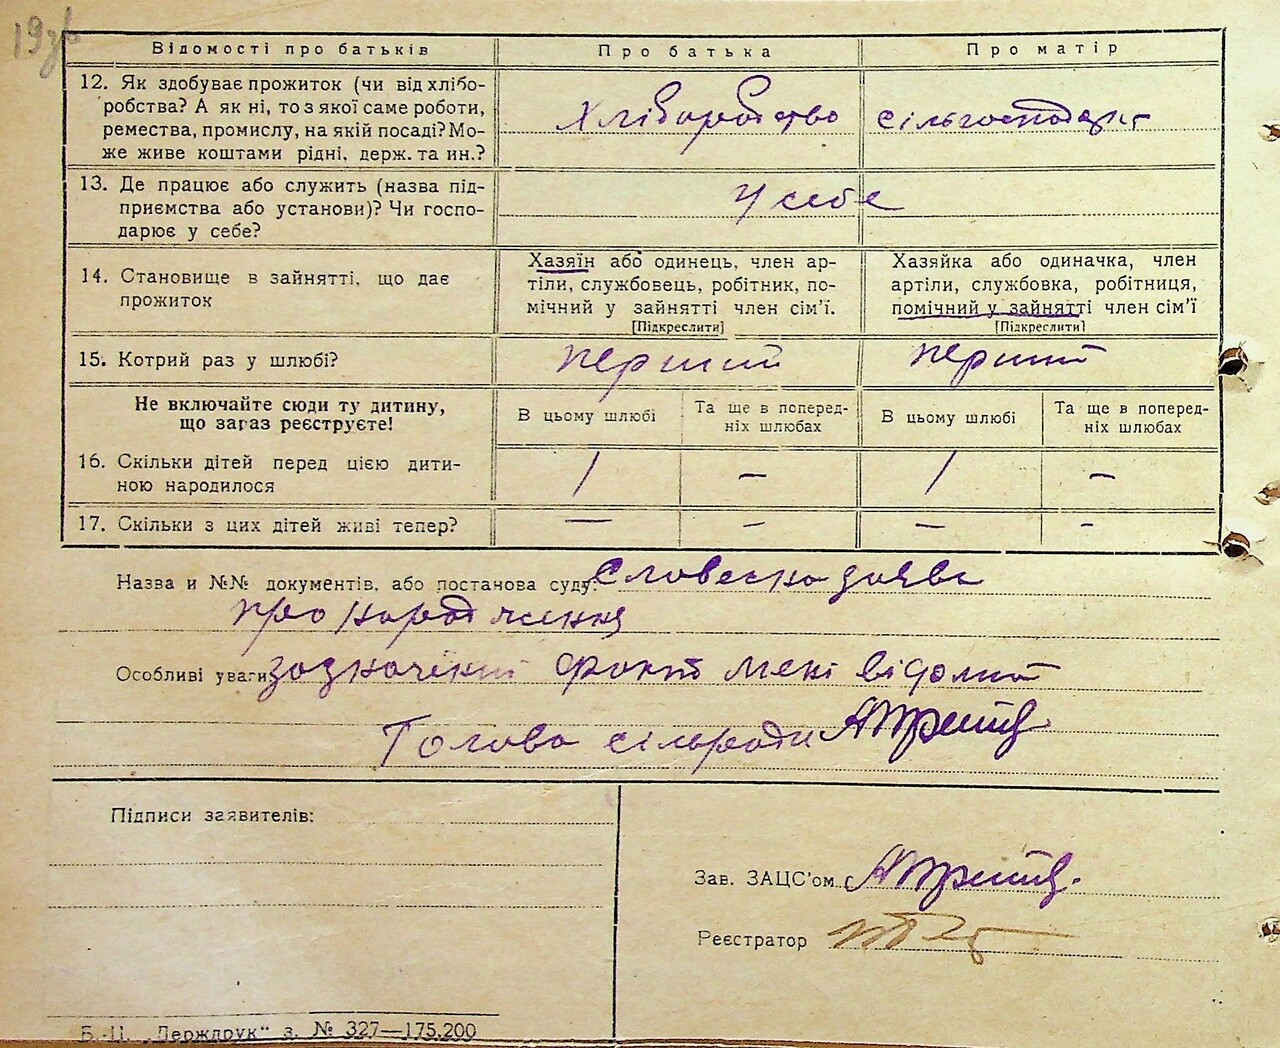 19зв
Відомості про батьків
Про батька
Про матір
12. Як здобуває прожиток (чи від хлібо-
робства? А як ні, то з якої саме роботи,
ремества, промислу, на якій посаді? Мо-
же живе коштами рідні, держ. та ин.?
Хліборобство
сільгосподарк
13. Де працює або служить (назва під-
приємства або установи)? Чи госпо-
дарює у себе?
У себе
14. Становище в зайнятті, що дає
прожиток
Хазяїн або одинець, член ар-
тіли, службовець, робітник, по-
мічний у зайнятті член сім'ї.
[Підкреслити]
Хазяйка або одиначка, член
артіли, службовка, робітниця,
помічний у зайнятті член сім'ї
[Підкреслити]
15. Котрий раз у шлюбі?
перший
перший
Не включайте сюди ту дитину,
що загаз реєструєте!
В цьому шлюбі
Та ще в поперед-
ніх шлюбах
В цьому шлюбі
Та ще в поперед-
ніх шлюбах
16. Скільки дітей перед цією дити-
ною народилося
1 — 1 —
17. Скільки з цих дітей живі тепер?
— — — —
Назва и №№ документів, або постанова суду: Словесна заява
про народження
Особливі уваги зазначений факт мені відомий
Голова сільради
Підписи заявителів:
Зав. ЗАЦС'ом
Реєстратор
Б.-Ц. „Держдрук" з. № 327—175.200